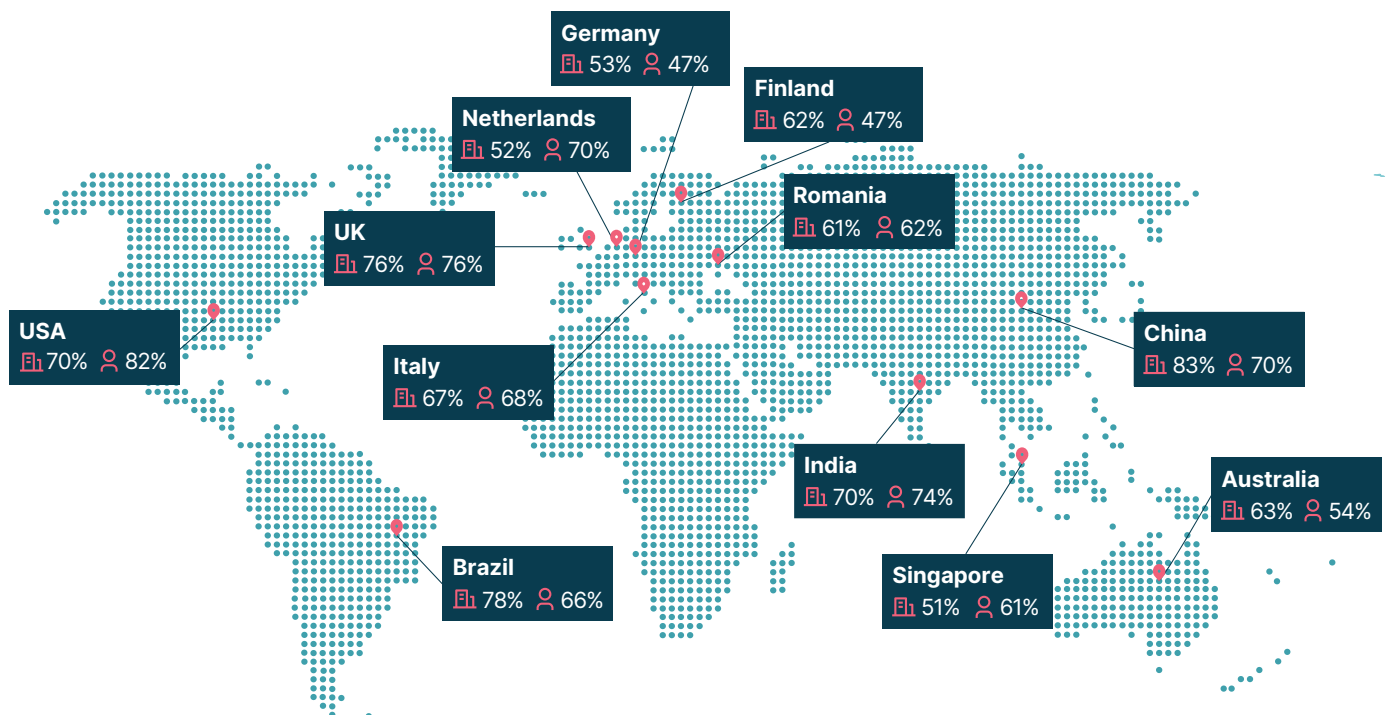 Germany
53% 47%
Finland
62% 47%
Netherlands
52% 70%
Romania
61% 62%
UK
76% 76%
USA
70% 82%
China
83% 70%
Italy
67% 68%
India
70% 74%
Australia
63% 54%
Brazil
78% 66%
Singapore
51% 61%